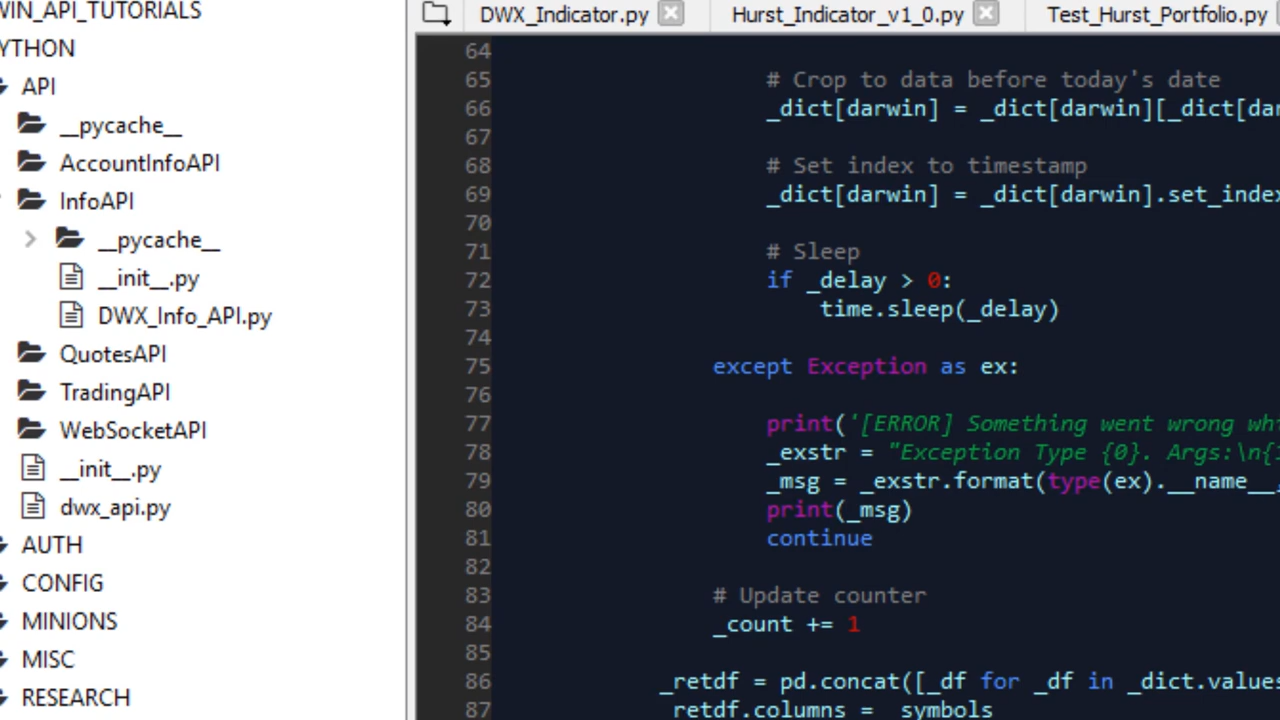 WIN_API_TUTORIALS
YTHON
API
__pycache__
AccountInfoAPI
InfoAPI
__pycache__
__init__.py
DWX_Info_API.py
QuotesAPI
TradingAPI
WebSocketAPI
__init__.py
dwx_api.py
AUTH
CONFIG
MINIONS
MISC
RESEARCH
DWX_Indicator.py Hurst_Indicator_v1_0.py Test_Hurst_Portfolio.py
64
65 # Crop to data before today's date
66 _dict[darwin] = _dict[darwin][_dict[dar
67
68 # Set index to timestamp
69 _dict[darwin] = _dict[darwin].set_index
70
71 # Sleep
72 if _delay > 0:
73 time.sleep(_delay)
74
75 except Exception as ex:
76
77 print('[ERROR] Something went wrong whi
78 _exstr = "Exception Type {0}. Args:\n{1
79 _msg = _exstr.format(type(ex).__name__,
80 print(_msg)
81 continue
82
83 # Update counter
84 _count += 1
85
86 _retdf = pd.concat([_df for _df in _dict.values
87 _retdf.columns = _symbols